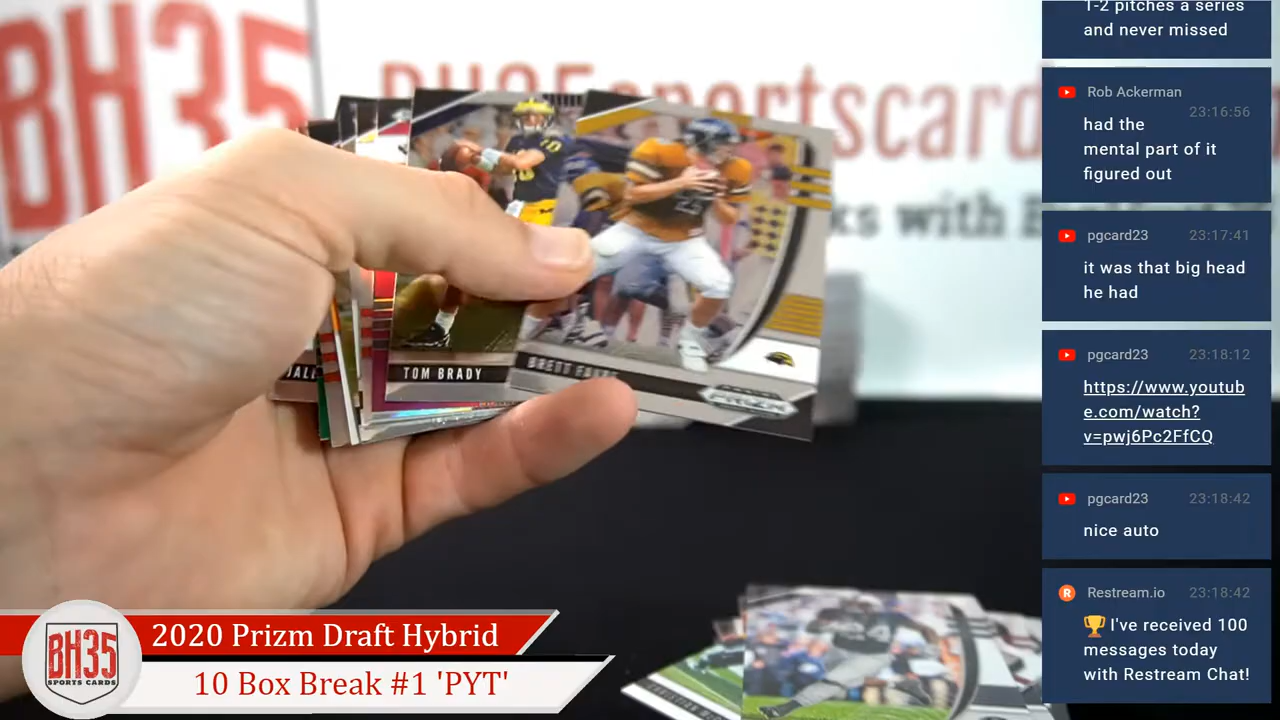 BH35
BH35sportscard
ks with
TOM BRADY
BRETT
PRIZM
1-2 pitches a series
and never missed
Rob Ackerman
23:16:56
had the
mental part of it
figured out
pgcard23 23:17:41
it was that big head
he had
pgcard23 23:18:12
https://www.youtub
e.com/watch?
v=pwj6Pc2FfCQ
pgcard23 23:18:42
nice auto
Restream.io 23:18:42
🏆 I've received 100
messages today
with Restream Chat!
BH35
SPORTS CARDS
2020 Prizm Draft Hybrid
10 Box Break #1 'PYT'